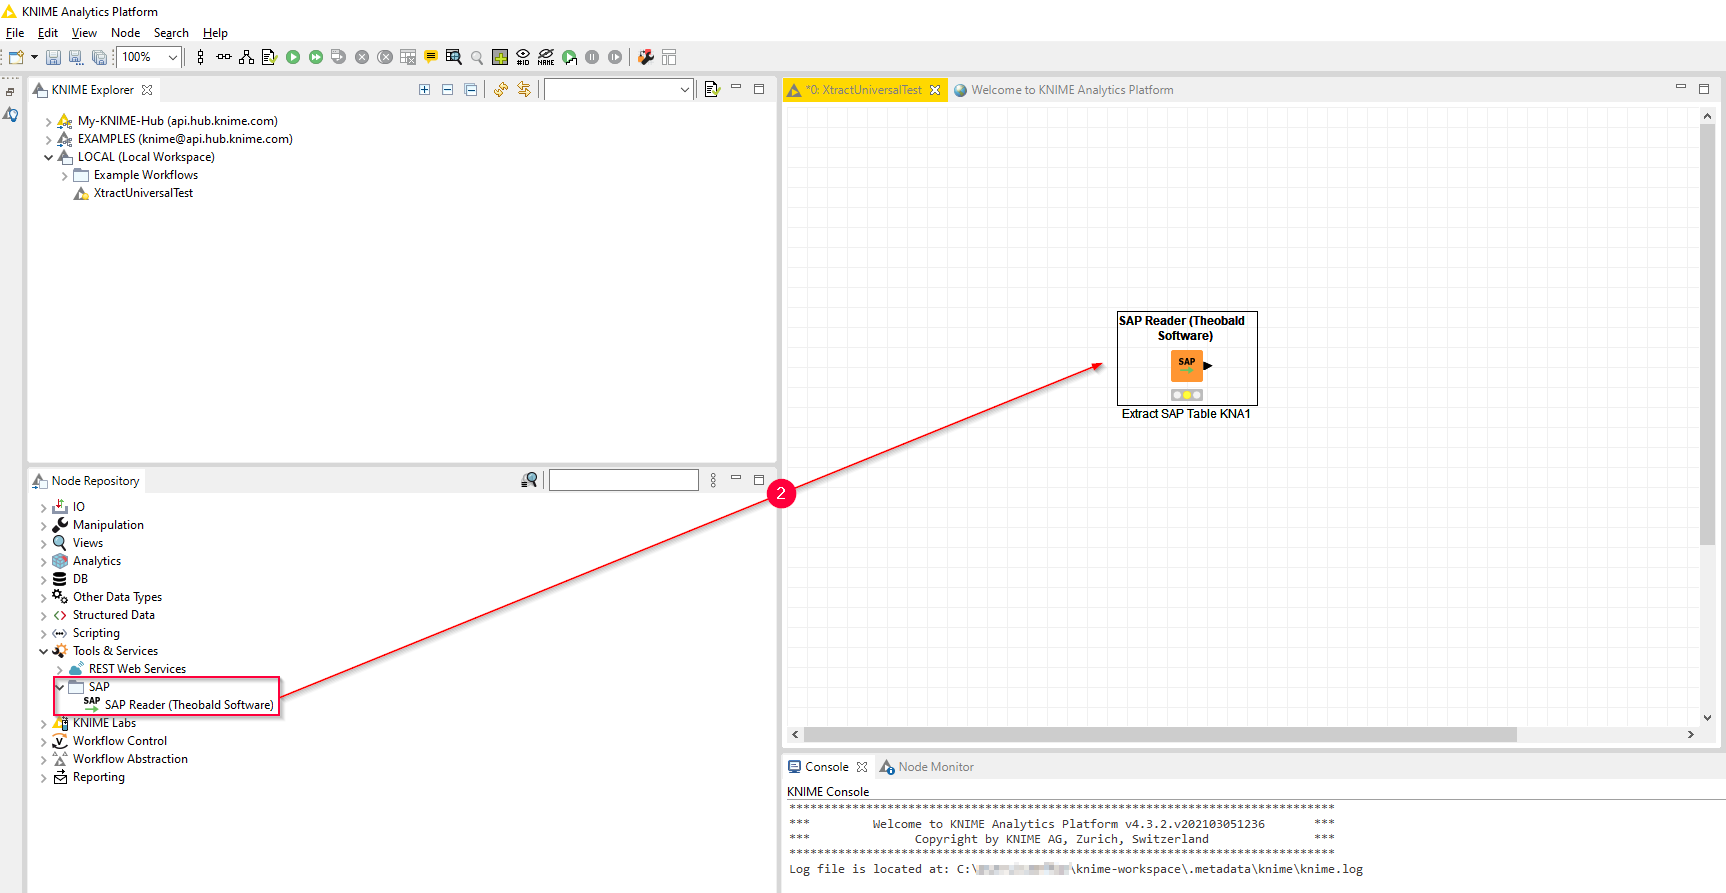 KNIME Analytics Platform
File Edit View Node Search Help
100% #ID NAME
KNIME Explorer
My-KNIME-Hub (api.hub.knime.com)
EXAMPLES (knime@api.hub.knime.com)
LOCAL (Local Workspace)
Example Workflows
XtractUniversalTest
Node Repository
IO
Manipulation
Views
Analytics
DB
Other Data Types
Structured Data
Scripting
Tools & Services
REST Web Services
SAP
SAP SAP Reader (Theobald Software)
KNIME Labs
Workflow Control
Workflow Abstraction
Reporting
2
*0: XtractUniversalTest Welcome to KNIME Analytics Platform
SAP Reader (Theobald
Software)
SAP
Extract SAP Table KNA1
Console Node Monitor
KNIME Console
******************************************************************************
*** Welcome to KNIME Analytics Platform v4.3.2.v202103051236 ***
*** Copyright by KNIME AG, Zurich, Switzerland ***
******************************************************************************
Log file is located at: C:\ \knime-workspace\.metadata\knime\knime.log